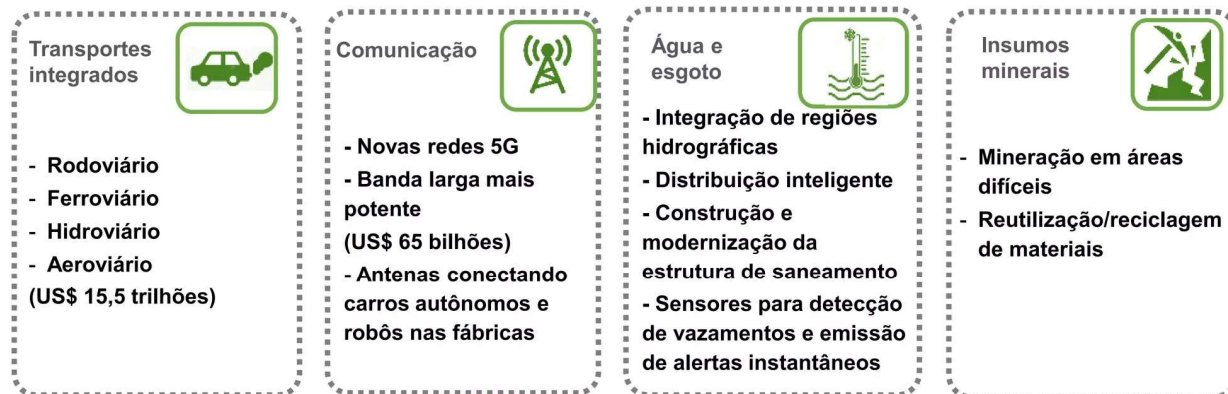 Transportes
integrados
- Rodoviário
- Ferroviário
- Hidroviário
- Aeroviário
(US$ 15,5 trilhões)
Comunicação
- Novas redes 5G
- Banda larga mais
potente
(US$ 65 bilhões)
- Antenas conectando
carros autônomos e
robôs nas fábricas
Água e
esgoto
- Integração de regiões
hidrográficas
- Distribuição inteligente
- Construção e
modernização da
estrutura de saneamento
- Sensores para detecção
de vazamentos e emissão
de alertas instantâneos
Insumos
minerais
- Mineração em áreas
difíceis
- Reutilização/reciclagem
de materiais